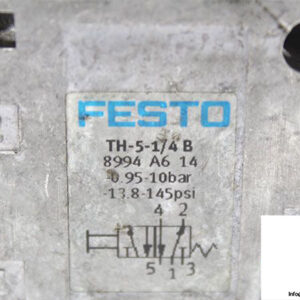 FESTO
TH-5-1/4 B
8994 A6 14
-0.95-10bar
-13.8-145psi
4 2
5 1 3